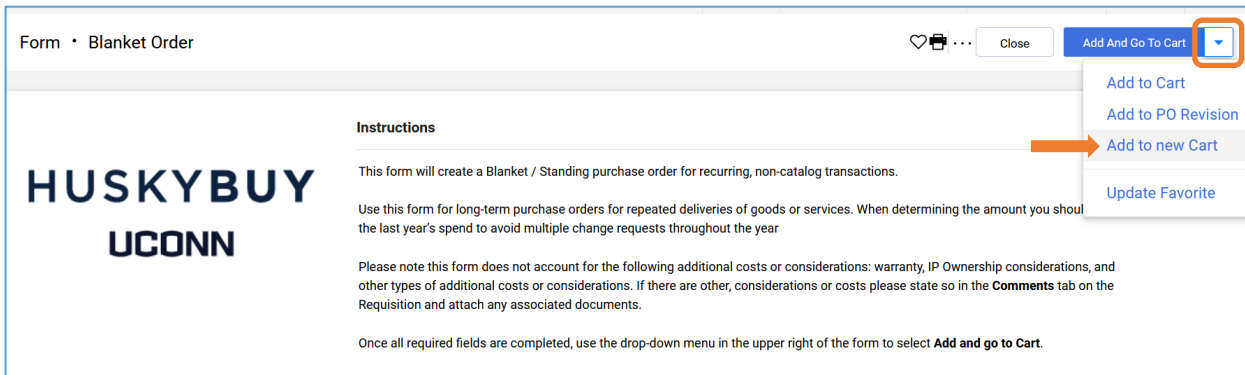 Form • Blanket Order
... Close Add And Go To Cart
Add to Cart
Add to PO Revision
Add to new Cart
Update Favorite
HUSKYBUY
UCONN
Instructions
This form will create a Blanket / Standing purchase order for recurring, non-catalog transactions.
Use this form for long-term purchase orders for repeated deliveries of goods or services. When determining the amount you
the last year's spend to avoid multiple change requests throughout the year
Please note this form does not account for the following additional costs or considerations: warranty, IP Ownership considerations, and
other types of additional costs or considerations. If there are other, considerations or costs please state so in the Comments tab on the
Requisition and attach any associated documents.
Once all required fields are completed, use the drop-down menu in the upper right of the form to select Add and go to Cart.